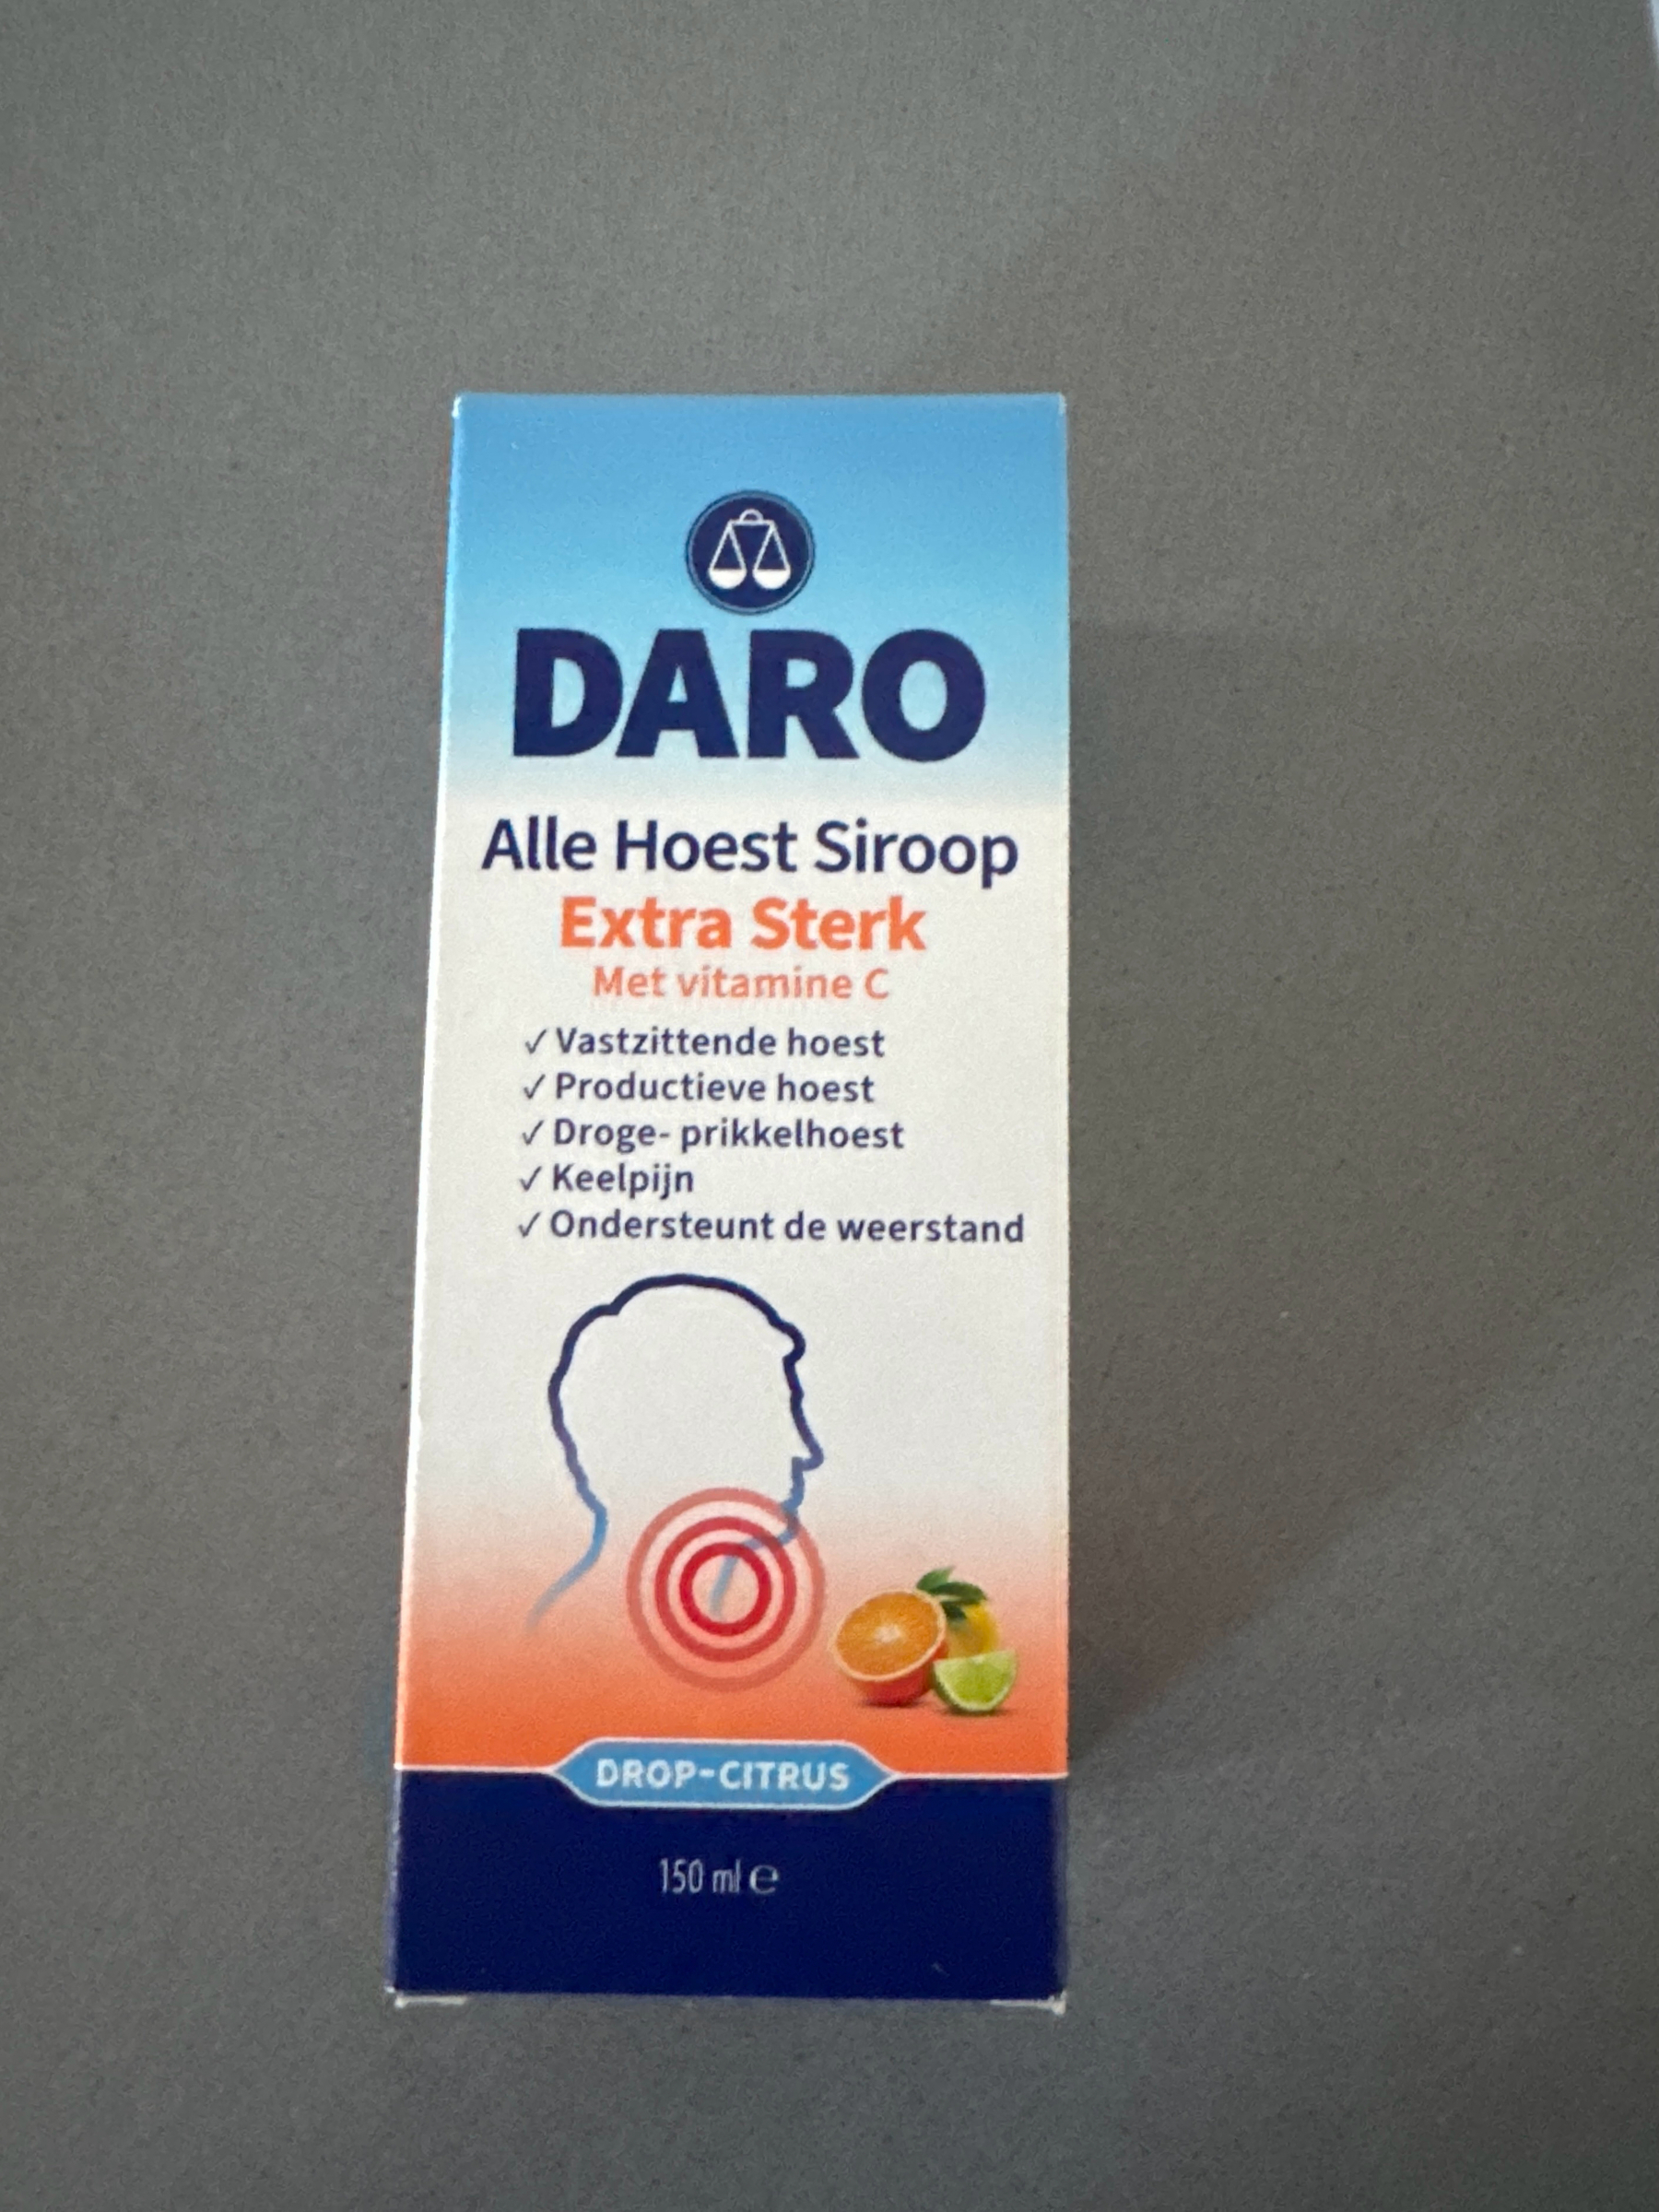 DARO
Alle Hoest Siroop
Extra Sterk
Met vitamine C
✓ Vastzittende hoest
✓ Productieve hoest
✓ Droge- prikkelhoest
✓ Keelpijn
✓ Ondersteunt de weerstand
DROP-CITRUS
150 ml ℮